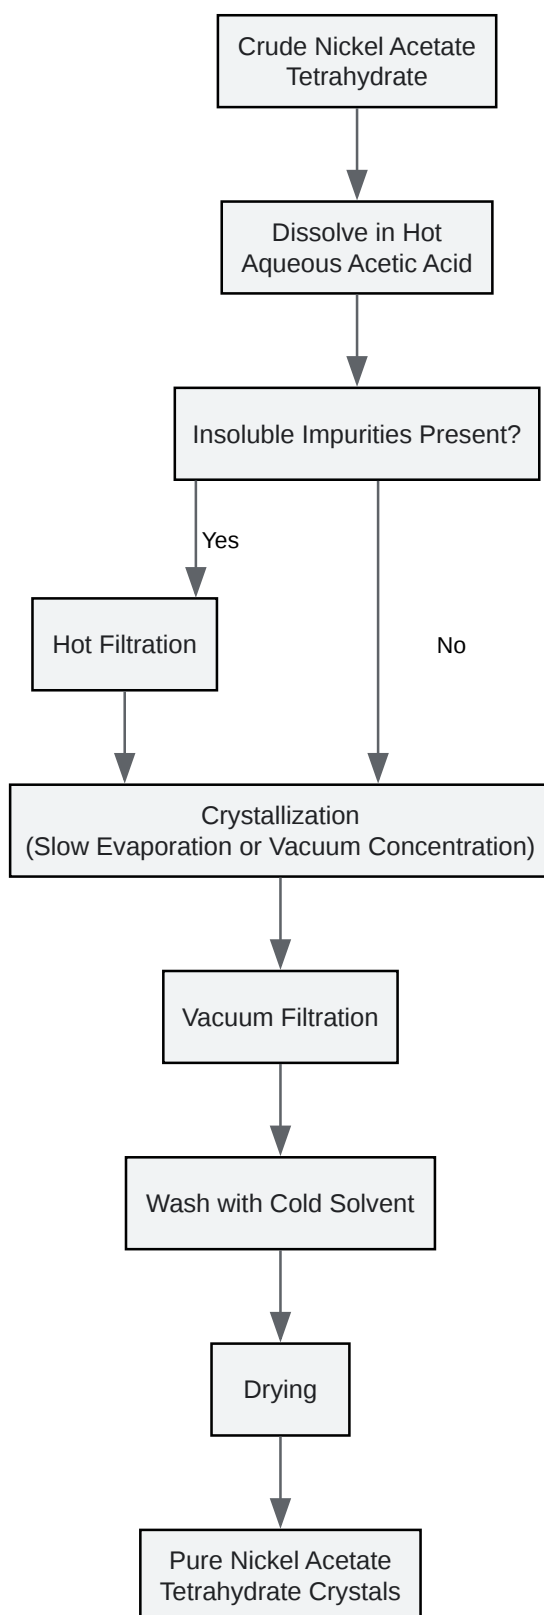 Crude Nickel Acetate
Tetrahydrate
Dissolve in Hot
Aqueous Acetic Acid
Insoluble Impurities Present?
Yes
Hot Filtration
No
Crystallization
(Slow Evaporation or Vacuum Concentration)
Vacuum Filtration
Wash with Cold Solvent
Drying
Pure Nickel Acetate
Tetrahydrate Crystals